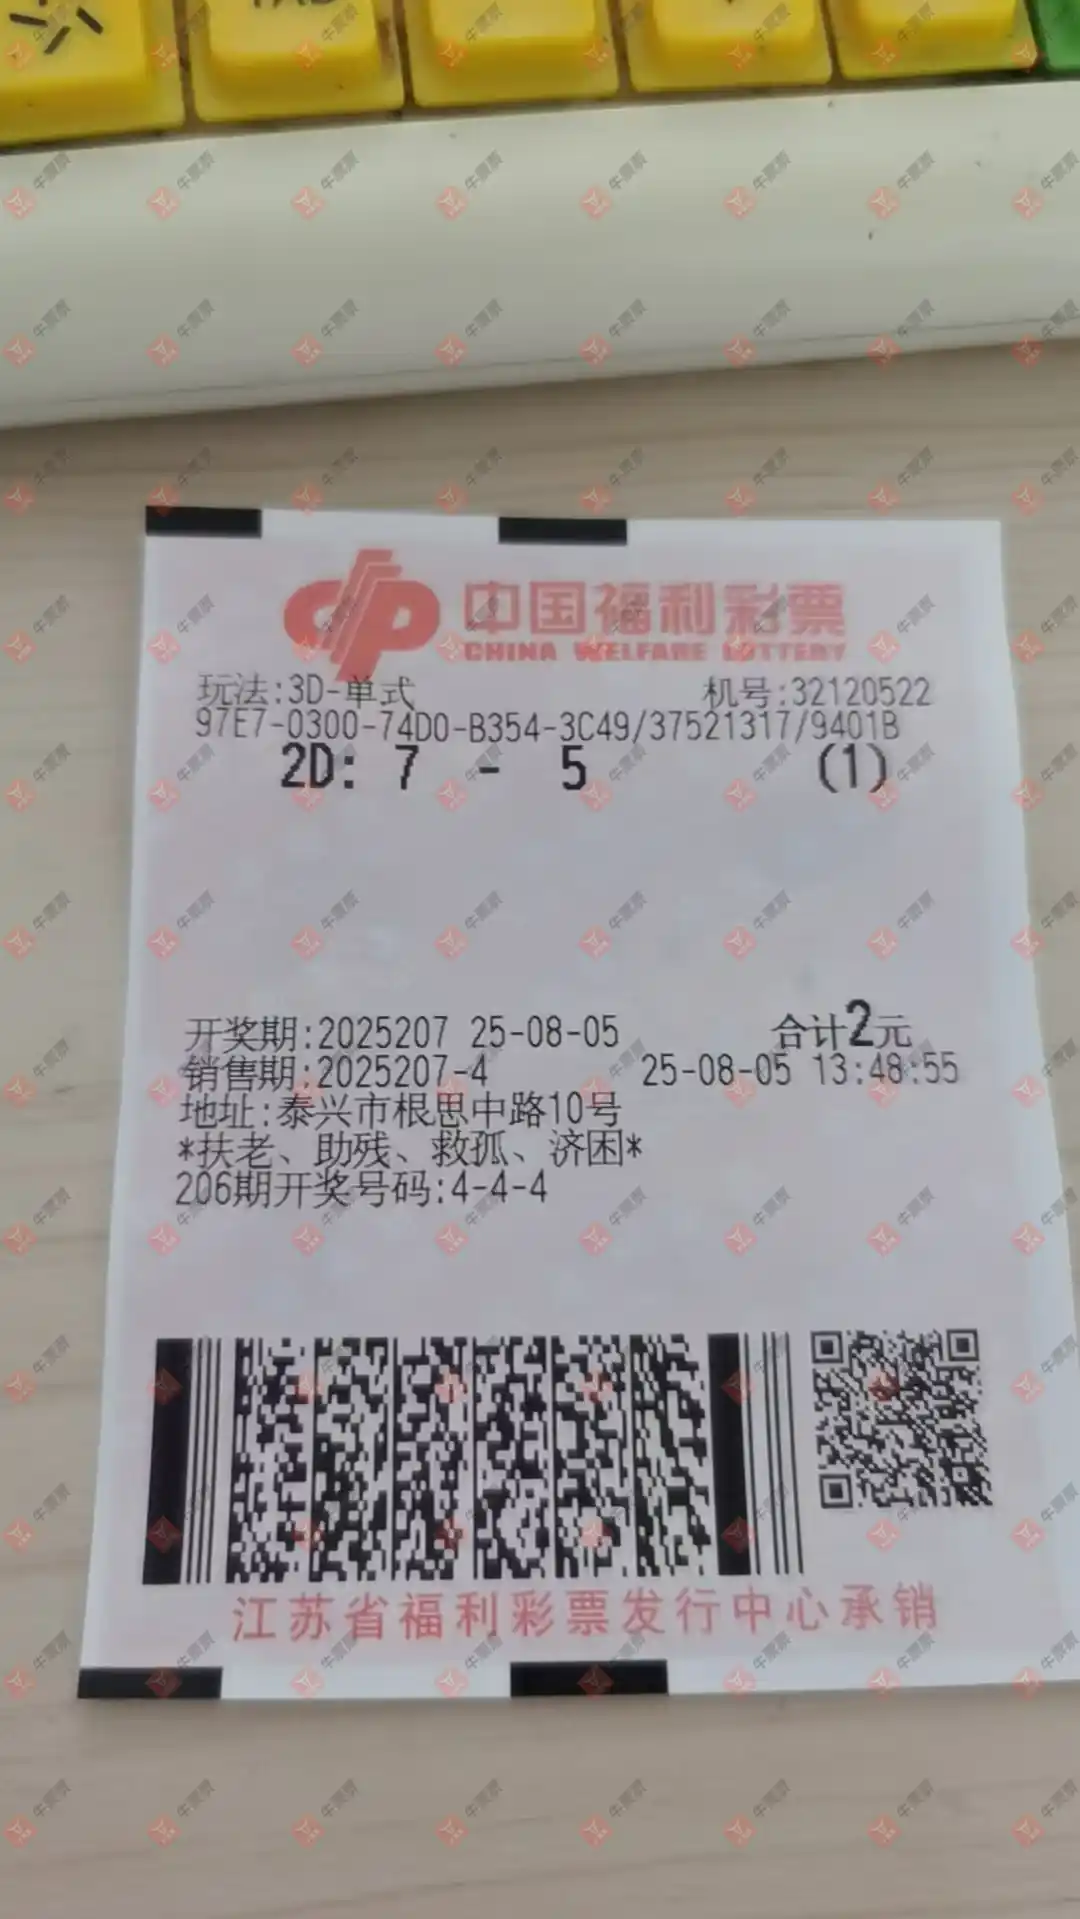 中国福利彩票
CHINA WELFARE LOTTERY
玩法:3D-单式 机号:32120522
97E7-0300-74D0-B354-3C49/37521317/9401B
2D: 7 - 5 (1)
开奖期:2025207 25-08-05 合计2元
销售期:2025207-4 25-08-05 13:48:55
地址:泰兴市根思中路10号
*扶老、助残、救孤、济困*
206期开奖号码:4-4-4
江苏省福利彩票发行中心承销